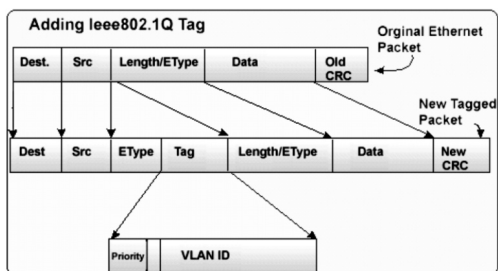 Adding Ieee802.1Q Tag
Orginal Ethernet
Packet
Dest. Src Length/EType Data Old
CRC
New Tagged
Packet
Dest Src EType Tag Length/EType Data New
CRC
Priority VLAN ID